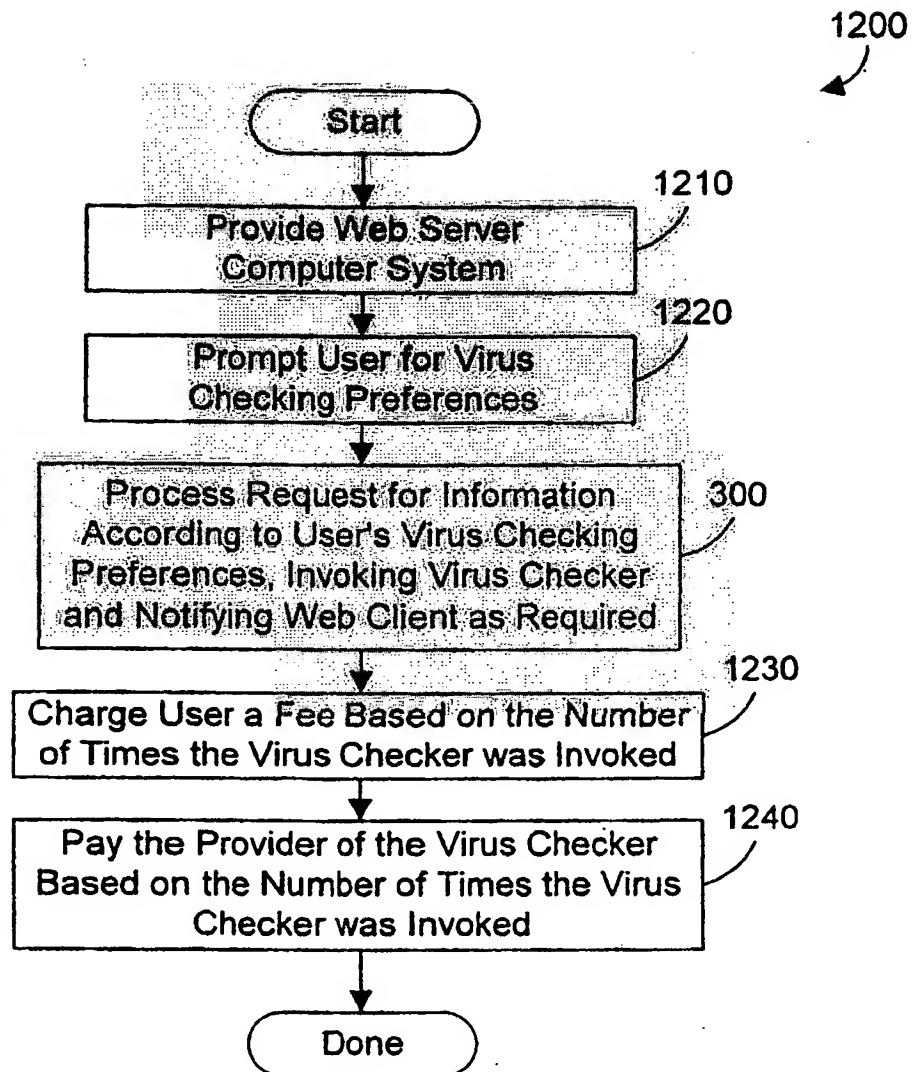 1200
Start
1210
Provide Web Server
Computer System
1220
Prompt User for Virus
Checking Preferences
300
Process Request for Information
According to User's Virus Checking
Preferences, Invoking Virus Checker
and Notifying Web Client as Required
1230
Charge User a Fee Based on the Number
of Times the Virus Checker was Invoked
1240
Pay the Provider of the Virus Checker
Based on the Number of Times the Virus
Checker was Invoked
Done